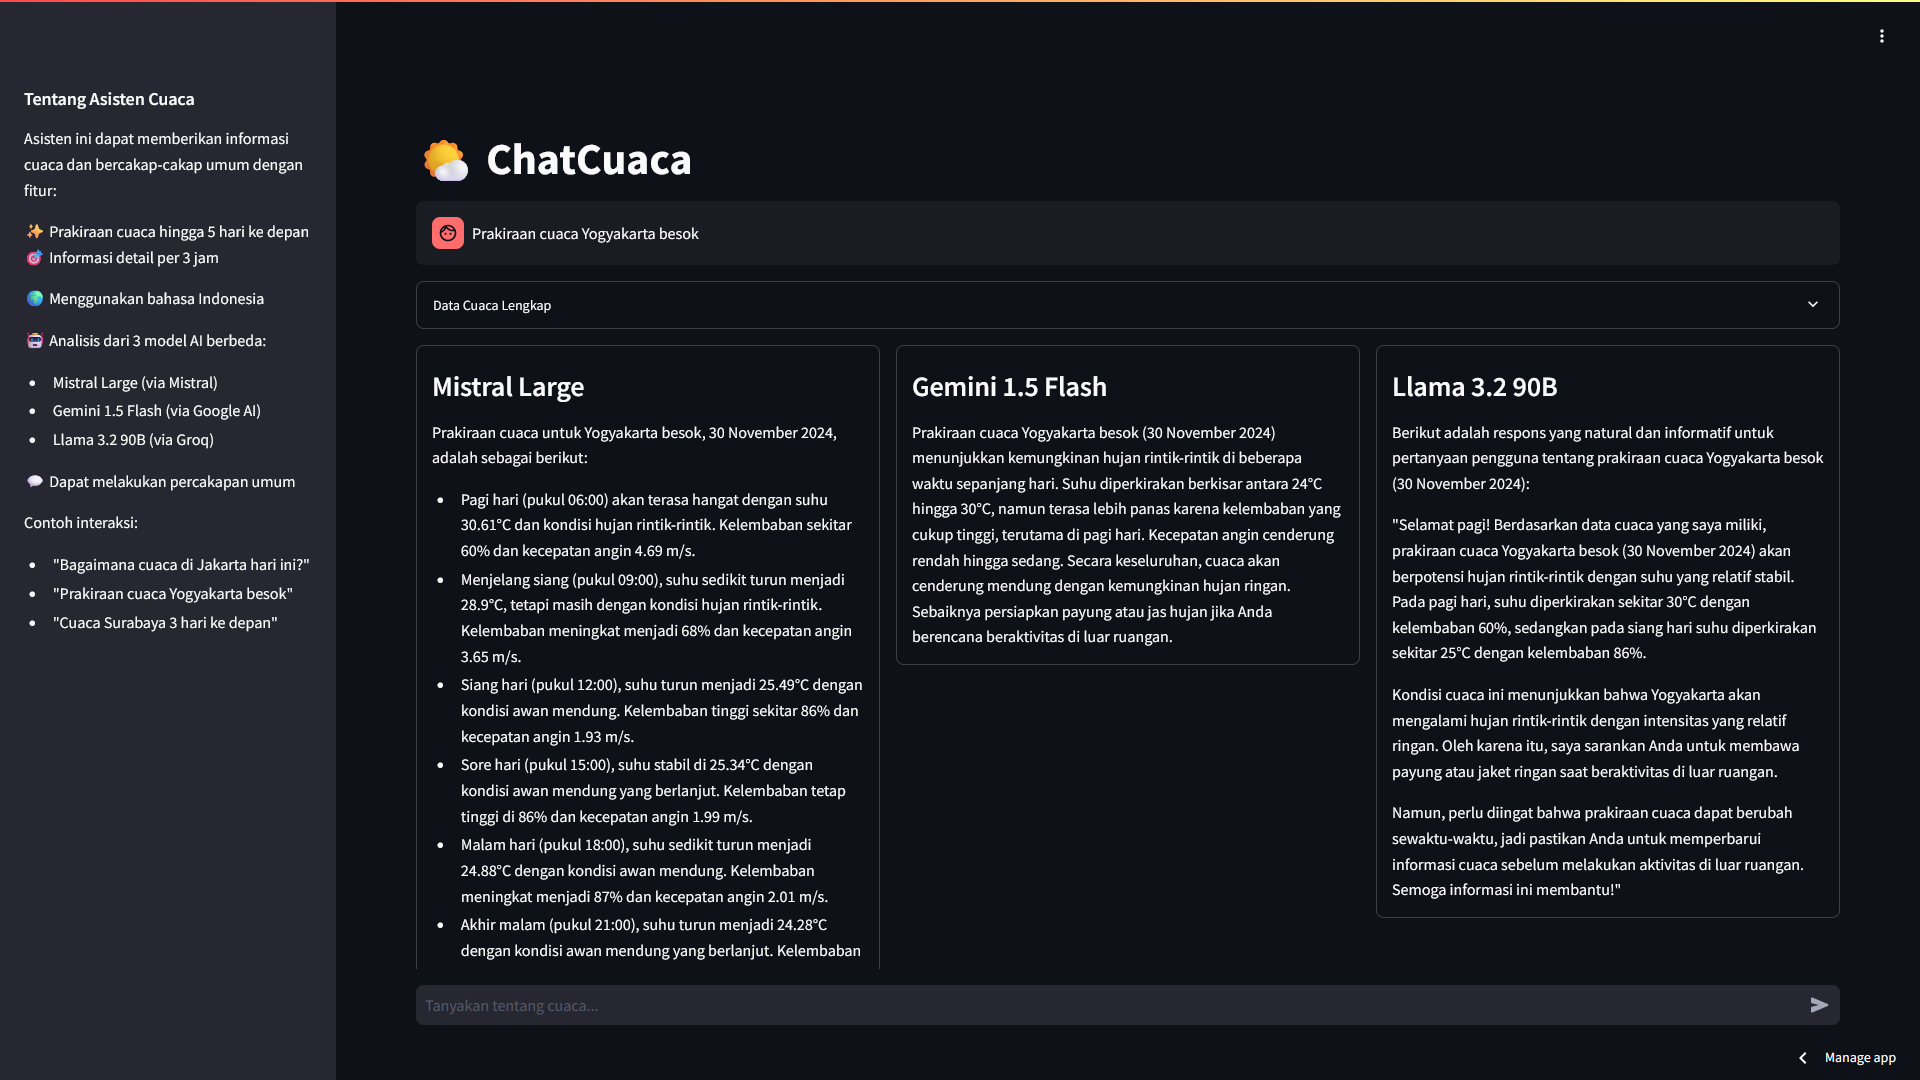 Tentang Asisten Cuaca
Asisten ini dapat memberikan informasi
cuaca dan bercakap-cakap umum dengan
fitur:
✨ Prakiraan cuaca hingga 5 hari ke depan
🎯 Informasi detail per 3 jam
🌍 Menggunakan bahasa Indonesia
🤖 Analisis dari 3 model AI berbeda:
• Mistral Large (via Mistral)
• Gemini 1.5 Flash (via Google AI)
• Llama 3.2 90B (via Groq)
💬 Dapat melakukan percakapan umum
Contoh interaksi:
• "Bagaimana cuaca di Jakarta hari ini?"
• "Prakiraan cuaca Yogyakarta besok"
• "Cuaca Surabaya 3 hari ke depan"
ChatCuaca
Prakiraan cuaca Yogyakarta besok
Data Cuaca Lengkap
Mistral Large
Prakiraan cuaca untuk Yogyakarta besok, 30 November 2024,
adalah sebagai berikut:
• Pagi hari (pukul 06:00) akan terasa hangat dengan suhu
30.61°C dan kondisi hujan rintik-rintik. Kelembaban sekitar
60% dan kecepatan angin 4.69 m/s.
• Menjelang siang (pukul 09:00), suhu sedikit turun menjadi
28.9°C, tetapi masih dengan kondisi hujan rintik-rintik.
Kelembaban meningkat menjadi 68% dan kecepatan angin
3.65 m/s.
• Siang hari (pukul 12:00), suhu turun menjadi 25.49°C dengan
kondisi awan mendung. Kelembaban tinggi sekitar 86% dan
kecepatan angin 1.93 m/s.
• Sore hari (pukul 15:00), suhu stabil di 25.34°C dengan
kondisi awan mendung yang berlanjut. Kelembaban tetap
tinggi di 86% dan kecepatan angin 1.99 m/s.
• Malam hari (pukul 18:00), suhu sedikit turun menjadi
24.88°C dengan kondisi awan mendung. Kelembaban
meningkat menjadi 87% dan kecepatan angin 2.01 m/s.
• Akhir malam (pukul 21:00), suhu turun menjadi 24.28°C
dengan kondisi awan mendung yang berlanjut. Kelembaban
Gemini 1.5 Flash
Prakiraan cuaca Yogyakarta besok (30 November 2024)
menunjukkan kemungkinan hujan rintik-rintik di beberapa
waktu sepanjang hari. Suhu diperkirakan berkisar antara 24°C
hingga 30°C, namun terasa lebih panas karena kelembaban yang
cukup tinggi, terutama di pagi hari. Kecepatan angin cenderung
rendah hingga sedang. Secara keseluruhan, cuaca akan
cenderung mendung dengan kemungkinan hujan ringan.
Sebaiknya persiapkan payung atau jas hujan jika Anda
berencana beraktivitas di luar ruangan.
Llama 3.2 90B
Berikut adalah respons yang natural dan informatif untuk
pertanyaan pengguna tentang prakiraan cuaca Yogyakarta besok
(30 November 2024):
"Selamat pagi! Berdasarkan data cuaca yang saya miliki,
prakiraan cuaca Yogyakarta besok (30 November 2024) akan
berpotensi hujan rintik-rintik dengan suhu yang relatif stabil.
Pada pagi hari, suhu diperkirakan sekitar 30°C dengan
kelembaban 60%, sedangkan pada siang hari suhu diperkirakan
sekitar 25°C dengan kelembaban 86%.
Kondisi cuaca ini menunjukkan bahwa Yogyakarta akan
mengalami hujan rintik-rintik dengan intensitas yang relatif
ringan. Oleh karena itu, saya sarankan Anda untuk membawa
payung atau jaket ringan saat beraktivitas di luar ruangan.
Namun, perlu diingat bahwa prakiraan cuaca dapat berubah
sewaktu-waktu, jadi pastikan Anda untuk memperbarui
informasi cuaca sebelum melakukan aktivitas di luar ruangan.
Semoga informasi ini membantu!"
Tanyakan tentang cuaca...
Manage app